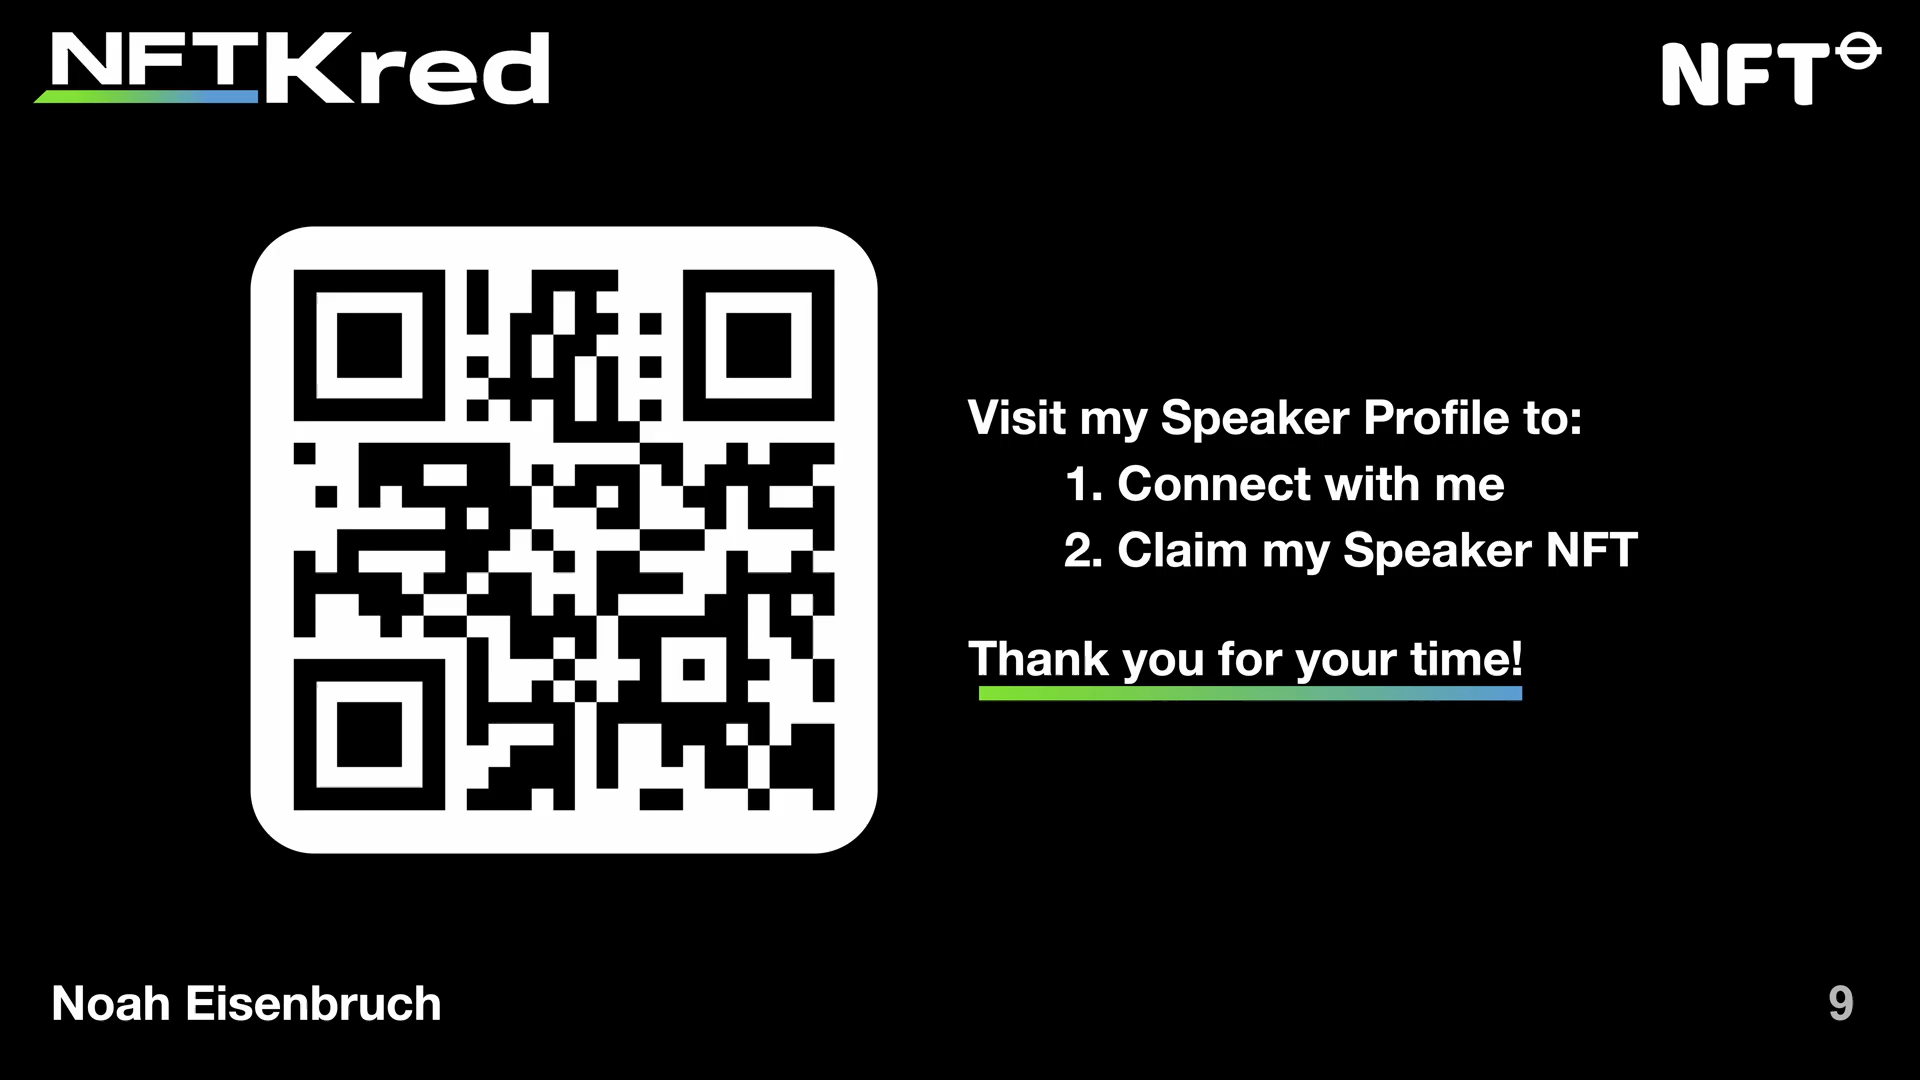 NFTKred
NFT
Visit my Speaker Profile to:
1. Connect with me
2. Claim my Speaker NFT
Thank you for your time!
Noah Eisenbruch
9